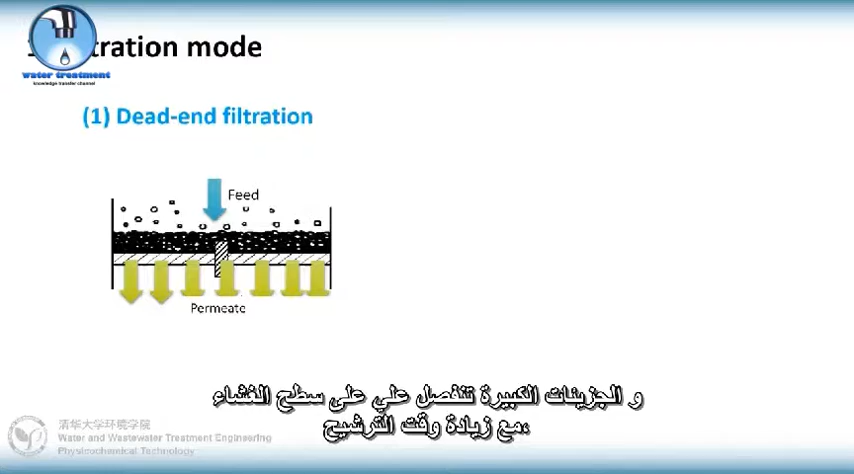 tration mode
water treatment
knowledge transfer channel
(1) Dead-end filtration
Feed
Permeate
و الجزيئات الكبيرة تنفصل علي على سطح الغشاء
،مع زيادة وقت الترشيح
清华大学环境学院
Water and Wastewater Treatment Engineering
Physicochemical Technology